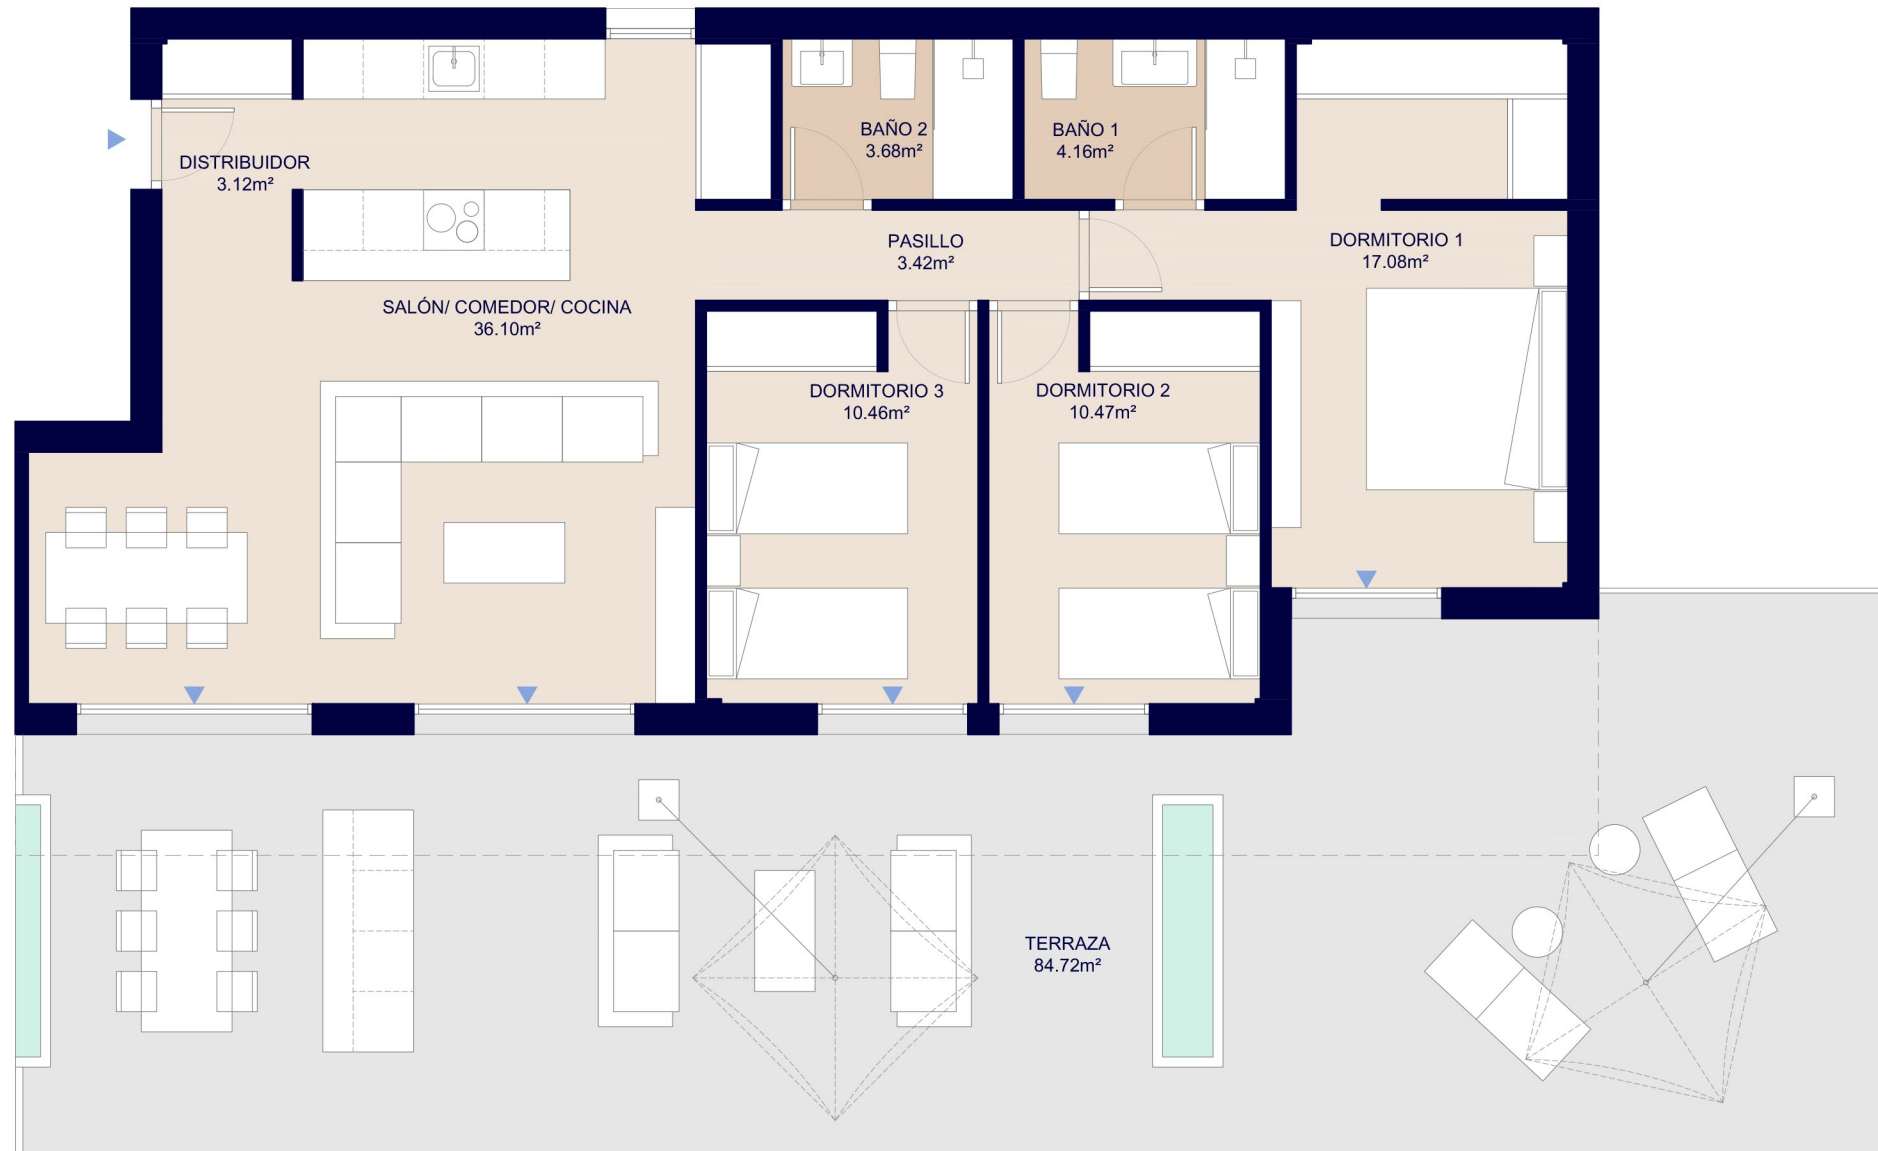 BAÑO 2
3.68m²
BAÑO 1
4.16m²
DISTRIBUIDOR
3.12m²
PASILLO
3.42m²
DORMITORIO 1
17.08m²
SALÓN/ COMEDOR/ COCINA
36.10m²
DORMITORIO 3
10.46m²
DORMITORIO 2
10.47m²
TERRAZA
84.72m²